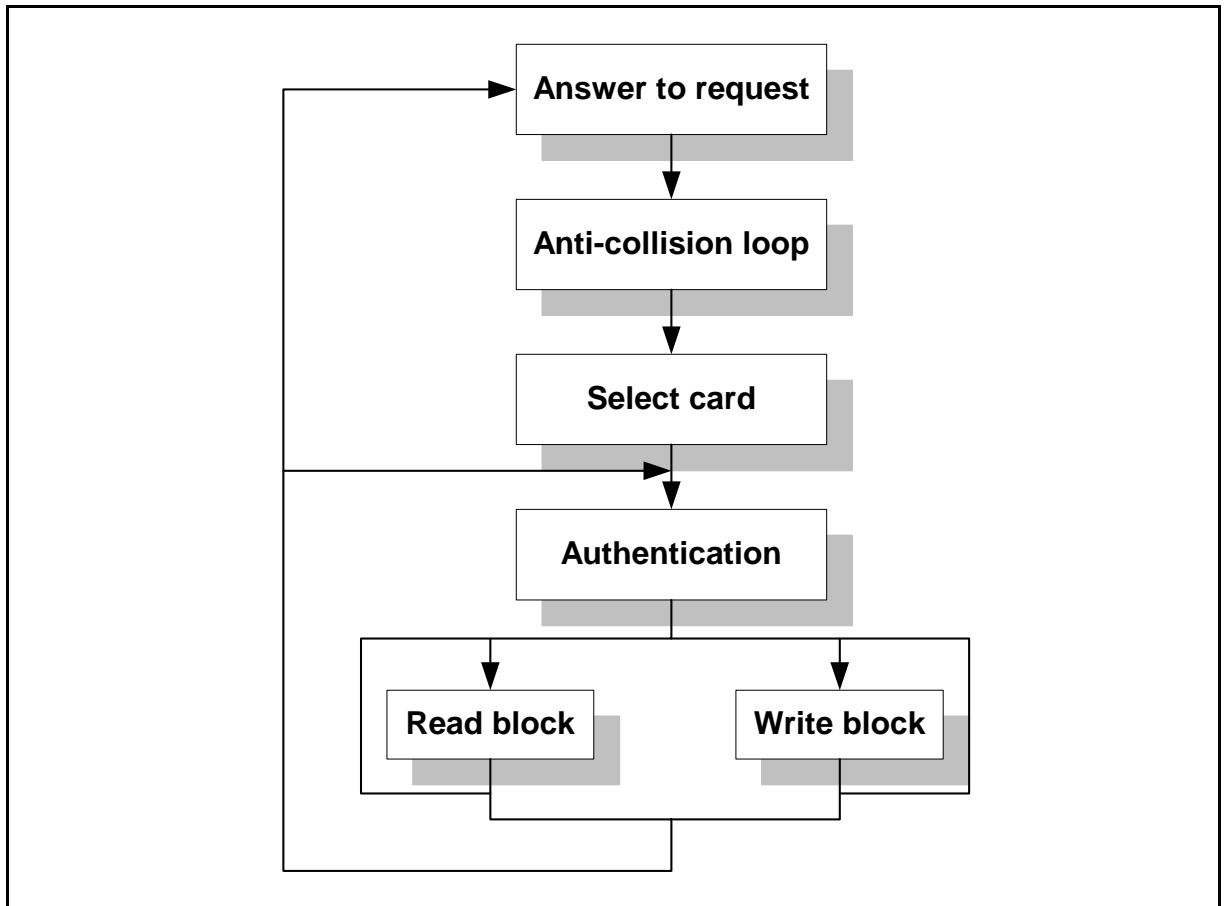 Answer to request
Anti-collision loop
Select card
Authentication
Read block
Write block